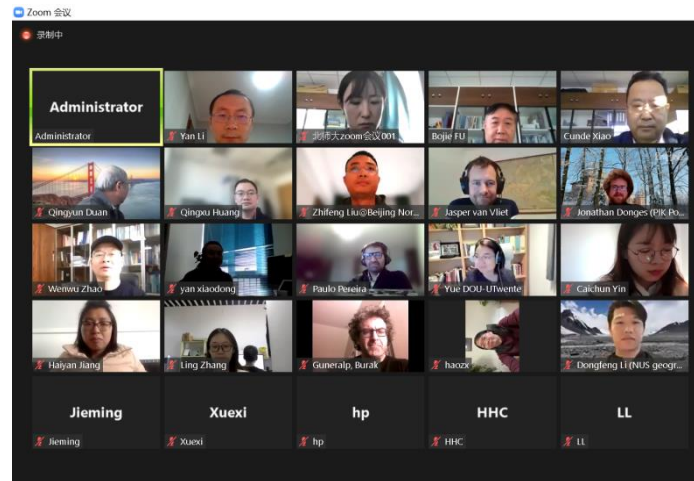 Zoom 会议
录制中
Administrator
Administrator
Yan Li
北师大zoom会议001
Bojie FU
Cunde Xiao
Qingyun Duan
Qingxu Huang
Zhifeng Liu@Beijing Nor...
Jasper van Vliet
Jonathan Donges (PIK Po...
Wenwu Zhao
yan xiaodong
Paulo Pereira
Yue DOU-UTwente
Caichun Yin
Haiyan Jiang
Ling Zhang
Guneralp, Burak
haozx
Dongfeng Li (NUS geogr...
Jieming
Xuexi
hp
HHC
LL
Jieming
Xuexi
hp
HHC
LL